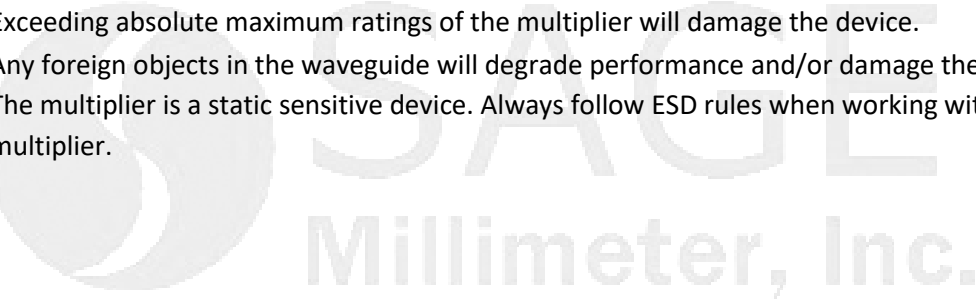 Exceeding absolute maximum ratings of the multiplier will damage the device.
Any foreign objects in the waveguide will degrade performance and/or damage the
The multiplier is a static sensitive device. Always follow ESD rules when working
multiplier.
SAGE
Millimeter, Inc.